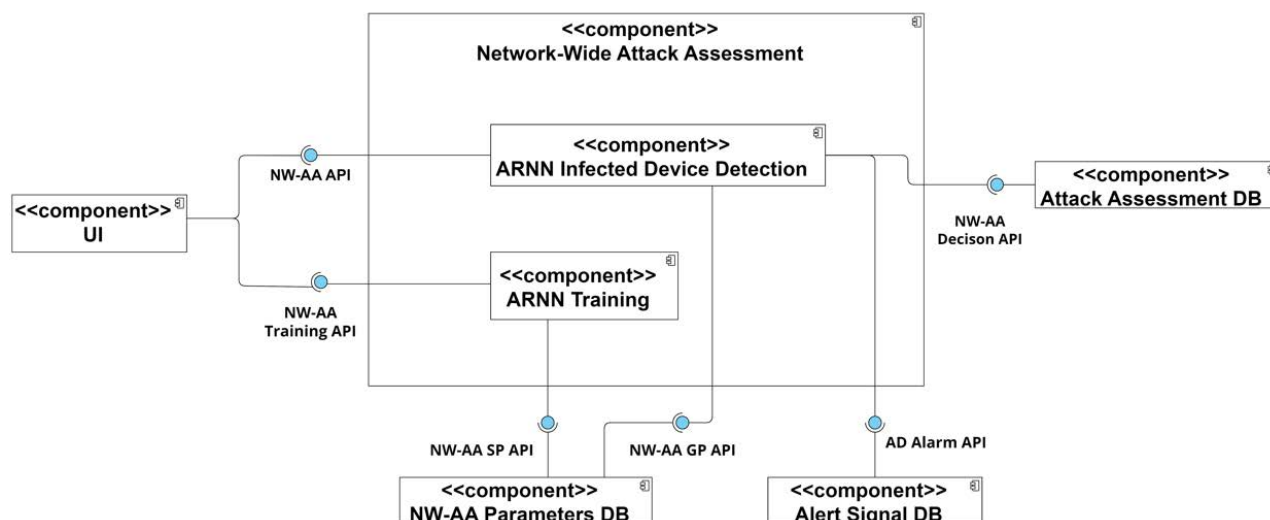 <<component>>
Network-Wide Attack Assessment
<<component>>
ARNN Infected Device Detection
NW-AA API
<<component>>
Attack Assessment DB
<<component>>
UI
NW-AA
Decison API
<<component>>
ARNN Training
NW-AA
Training API
NW-AA SP API
NW-AA GP API
AD Alarm API
<<component>>
NW-AA Parameters DB
<<component>>
Alert Signal DB